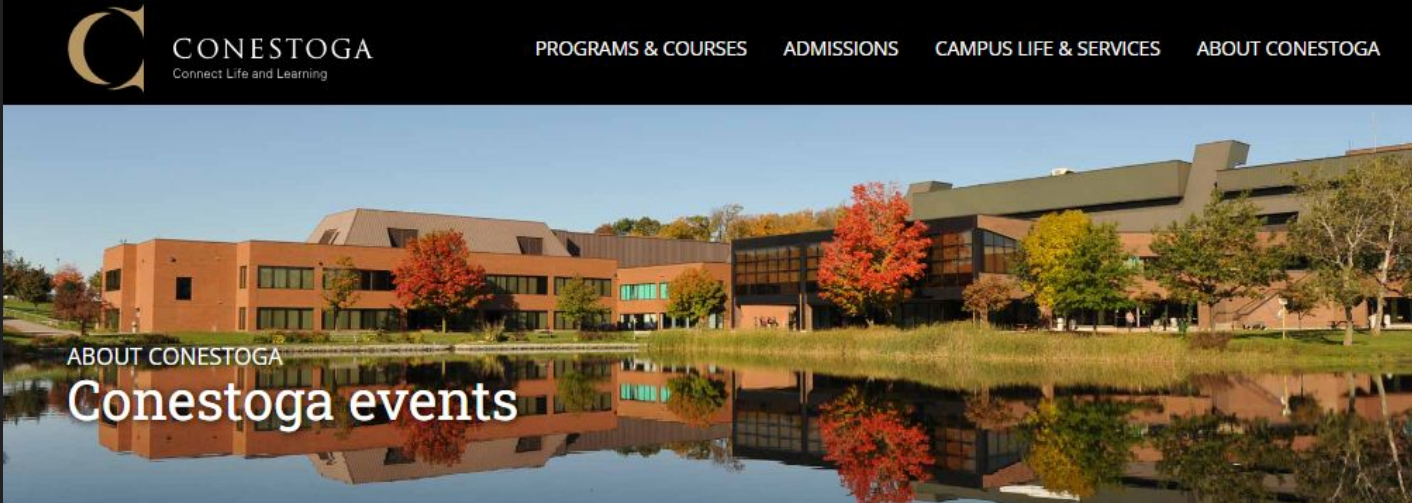 CONESTOGA
Connect Life and Learning
PROGRAMS & COURSES ADMISSIONS CAMPUS LIFE & SERVICES ABOUT CONESTOGA
ABOUT CONESTOGA
Conestoga events